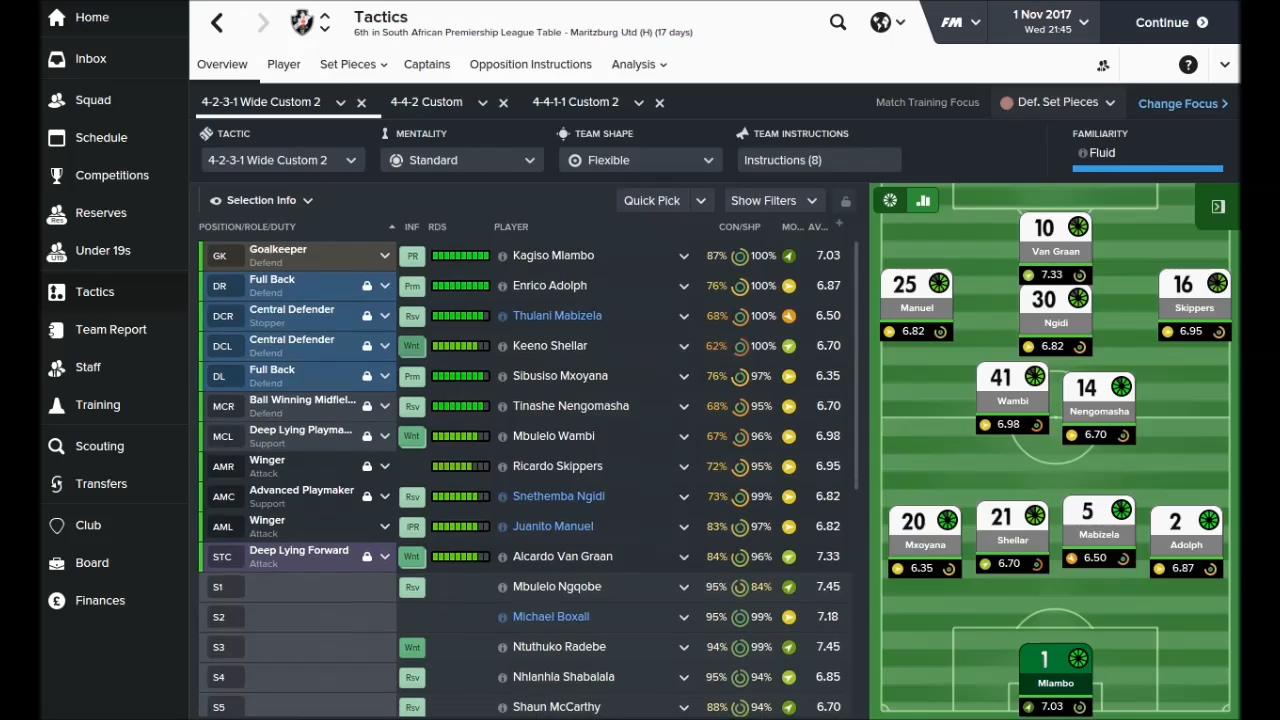 Home
Inbox
Squad
Schedule
Competitions
Res
Reserves
U19
Under 19s
Tactics
Team Report
Staff
Training
Scouting
Transfers
Club
Board
Finances
Tactics
6th in South African Premiership League Table - Maritzburg Utd (H) (17 days)
FM
1 Nov 2017
Wed 21:45
Continue
Overview Player Set Pieces Captains Opposition Instructions Analysis
?
4-2-3-1 Wide Custom 2 4-4-2 Custom 4-4-1-1 Custom 2
Match Training Focus Def. Set Pieces Change Focus >
TACTIC MENTALITY TEAM SHAPE TEAM INSTRUCTIONS FAMILIARITY
4-2-3-1 Wide Custom 2 Standard Flexible Instructions (8) Fluid
Selection Info Quick Pick Show Filters
POSITION/ROLE/DUTY INF RDS PLAYER CON/SHP MO... AV...
GK Goalkeeper Defend PR Kagiso Mlambo 87% 100% 7.03
DR Full Back Defend Prm Enrico Adolph 76% 100% 6.87
DCR Central Defender Stopper Rsv Thulani Mabizela 68% 100% 6.50
DCL Central Defender Defend Wnt Keeno Shellar 62% 100% 6.70
DL Full Back Defend Prm Sibusiso Mxoyana 76% 97% 6.35
MCR Ball Winning Midfiel... Defend Rsv Tinashe Nengomasha 68% 95% 6.70
MCL Deep Lying Playma... Support Wnt Mbulelo Wambi 67% 96% 6.98
AMR Winger Attack Ricardo Skippers 72% 95% 6.95
AMC Advanced Playmaker Support Rsv Snethemba Ngidi 73% 99% 6.82
AML Winger Attack IPR Juanito Manuel 83% 97% 6.82
STC Deep Lying Forward Attack Wnt Alcardo Van Graan 84% 96% 7.33
S1 Rsv Mbulelo Ngqobe 95% 84% 7.45
S2 Michael Boxall 95% 99% 7.18
S3 Wnt Ntuthuko Radebe 94% 99% 7.45
S4 Rsv Nhlanhla Shabalala 95% 94% 6.85
S5 Rsv Shaun McCarthy 88% 94% 6.70
10
Van Graan
7.33
25
Manuel
6.82
30
Ngidi
6.82
16
Skippers
6.95
41
Wambi
6.98
14
Nengomasha
6.70
20
Mxoyana
6.35
21
Shellar
6.70
5
Mabizela
6.50
2
Adolph
6.87
1
Mlambo
7.03